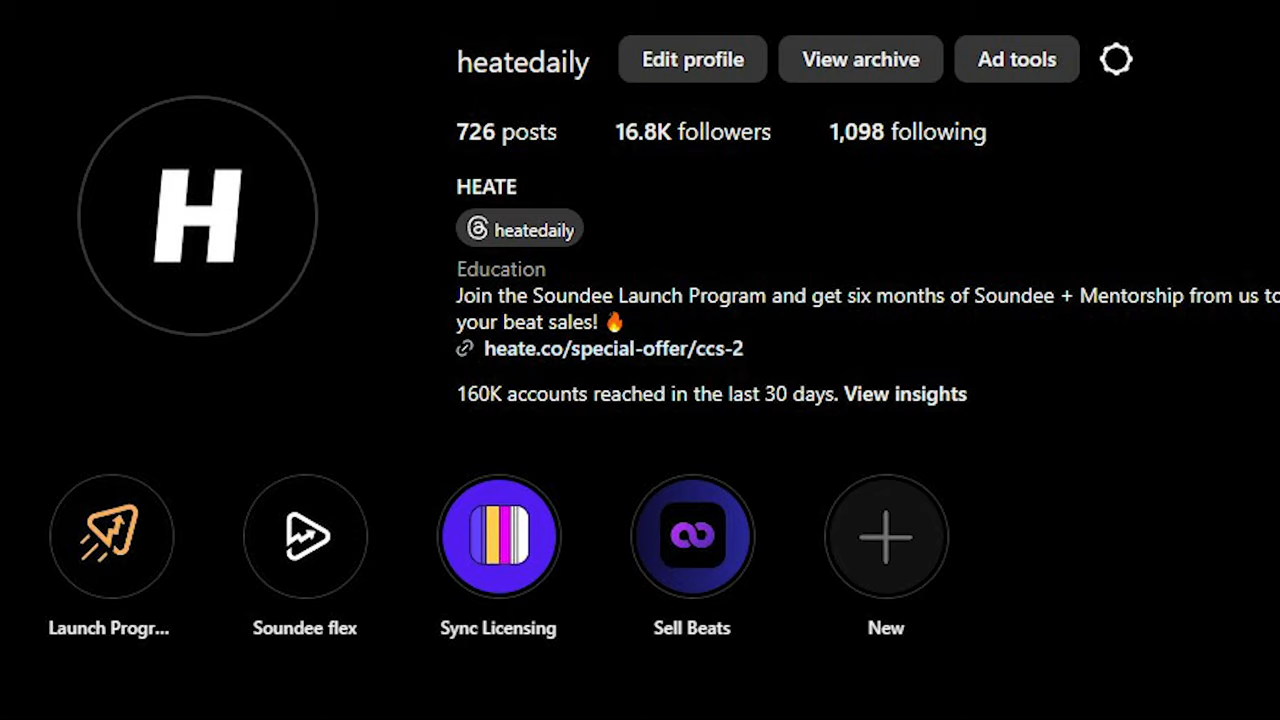 heatedaily Edit profile View archive Ad tools
726 posts 16.8K followers 1,098 following
H
HEATE
heatedaily
Education
Join the Soundee Launch Program and get six months of Soundee + Mentorship from us to
your beat sales! 🔥
heate.co/special-offer/ccs-2
160K accounts reached in the last 30 days. View insights
Launch Progr... Soundee flex Sync Licensing Sell Beats New